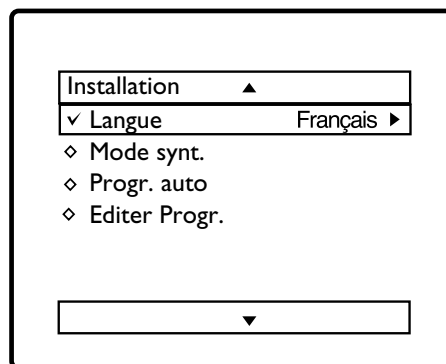 Installation
Langue Français
Mode synt.
Progr. auto
Editer Progr.